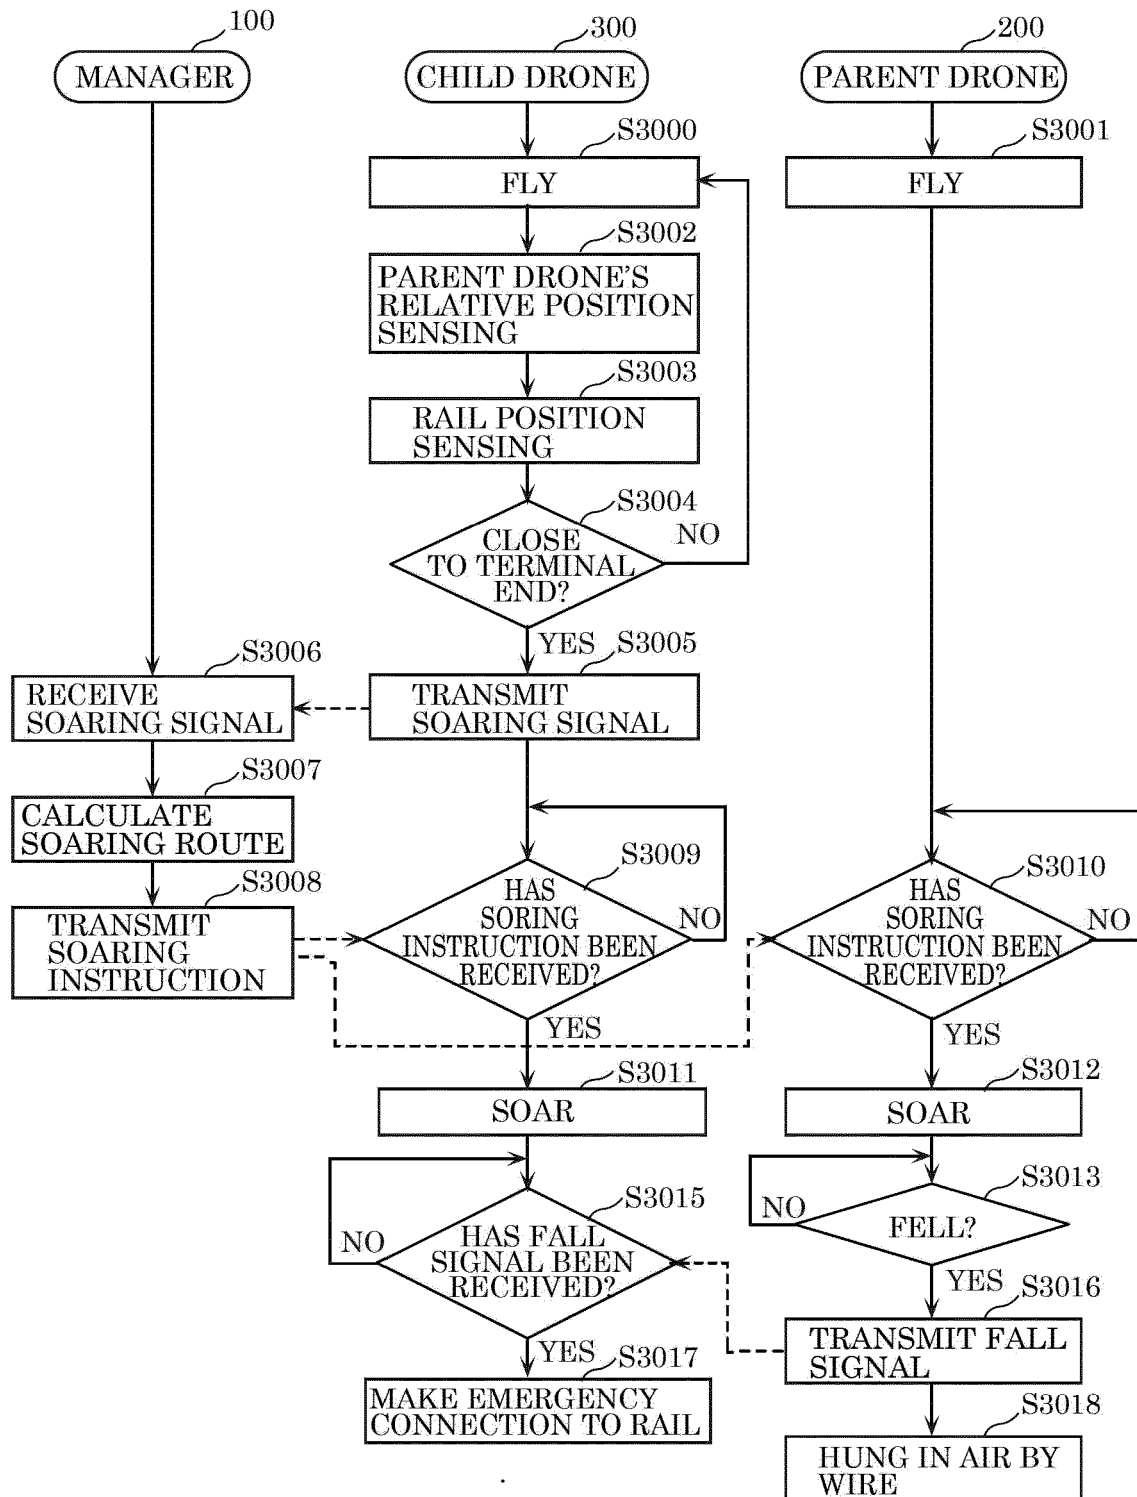 100
300
200
MANAGER
CHILD DRONE
PARENT DRONE
S3000
S3001
FLY
FLY
S3002
PARENT DRONE'S
RELATIVE POSITION
SENSING
S3003
RAIL POSITION
SENSING
S3004
NO
CLOSE
TO TERMINAL
END?
YES
S3005
S3006
TRANSMIT
SOARING SIGNAL
RECEIVE
SOARING SIGNAL
S3007
CALCULATE
SOARING ROUTE
S3008
TRANSMIT
SOARING
INSTRUCTION
S3009
HAS
SORING
INSTRUCTION BEEN
RECEIVED?
NO
YES
S3010
HAS
SORING
INSTRUCTION BEEN
RECEIVED?
NO
YES
S3011
SOAR
S3012
SOAR
S3013
FELL?
NO
YES
S3015
HAS FALL
SIGNAL BEEN
RECEIVED?
NO
YES
S3016
TRANSMIT FALL
SIGNAL
S3017
MAKE EMERGENCY
CONNECTION TO RAIL
S3018
HUNG IN AIR BY
WIRE